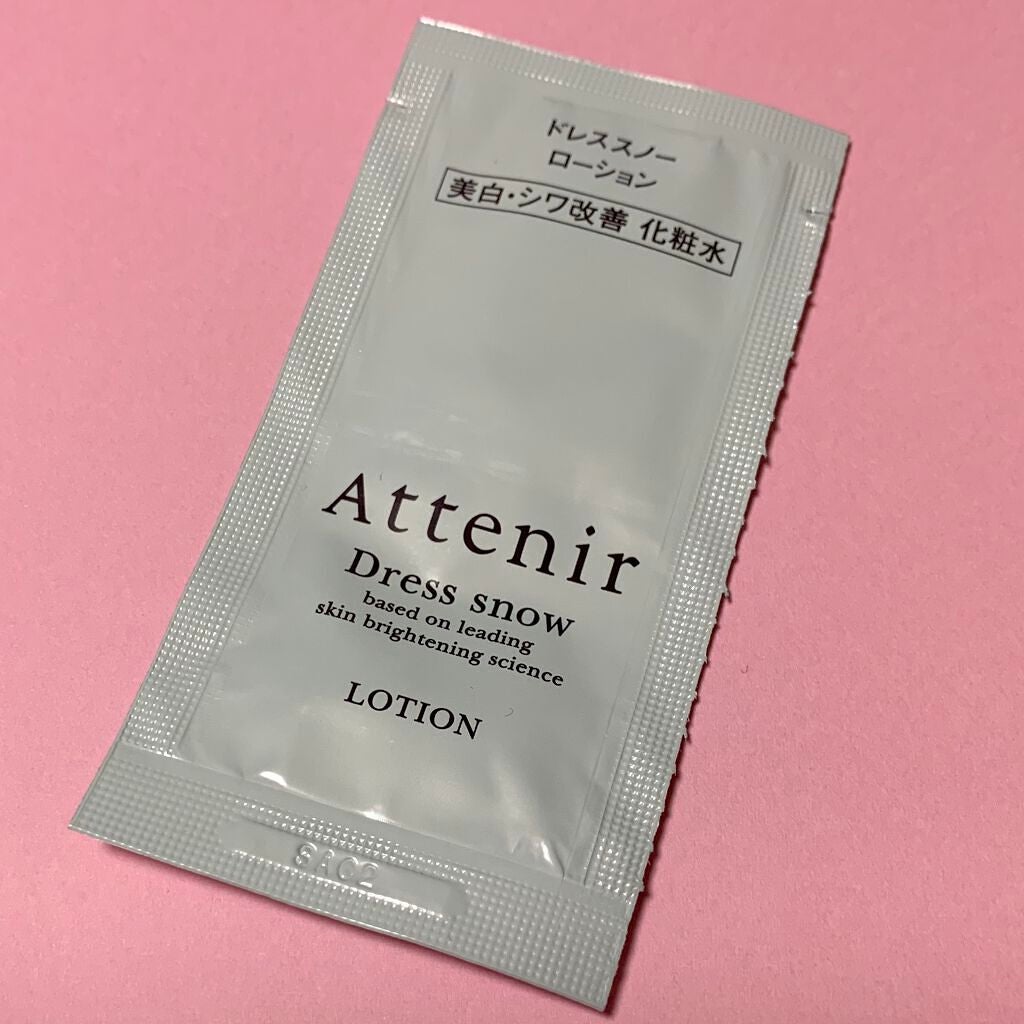 ドレススノー
ローション
美白・シワ改善 化粧水
Attenir
Dress snow
based on leading
skin brightening science
LOTION